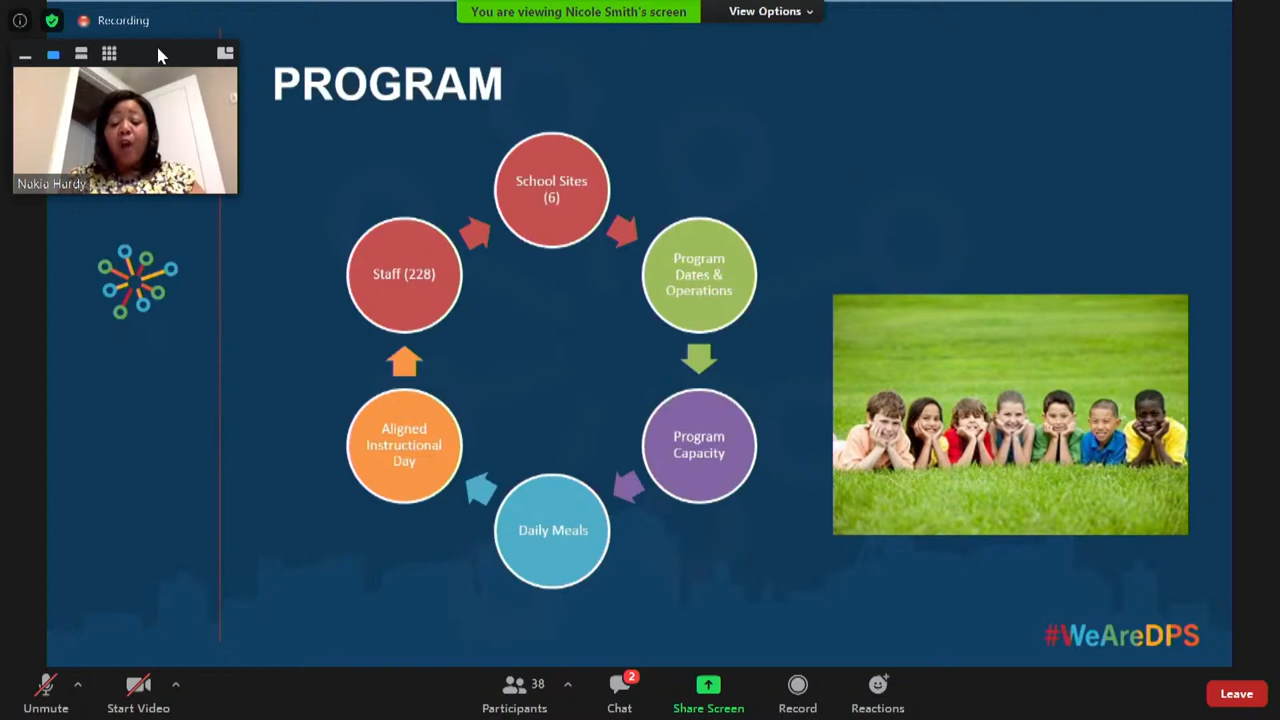 Recording
You are viewing Nicole Smith's screen
View Options
Nakia Hardy
PROGRAM
School Sites
(6)
Program
Dates &
Operations
Program
Capacity
Daily Meals
Aligned
Instructional
Day
Staff (228)
#WeAreDPS
Unmute
Start Video
38
Participants
2
Chat
Share Screen
Record
Reactions
Leave